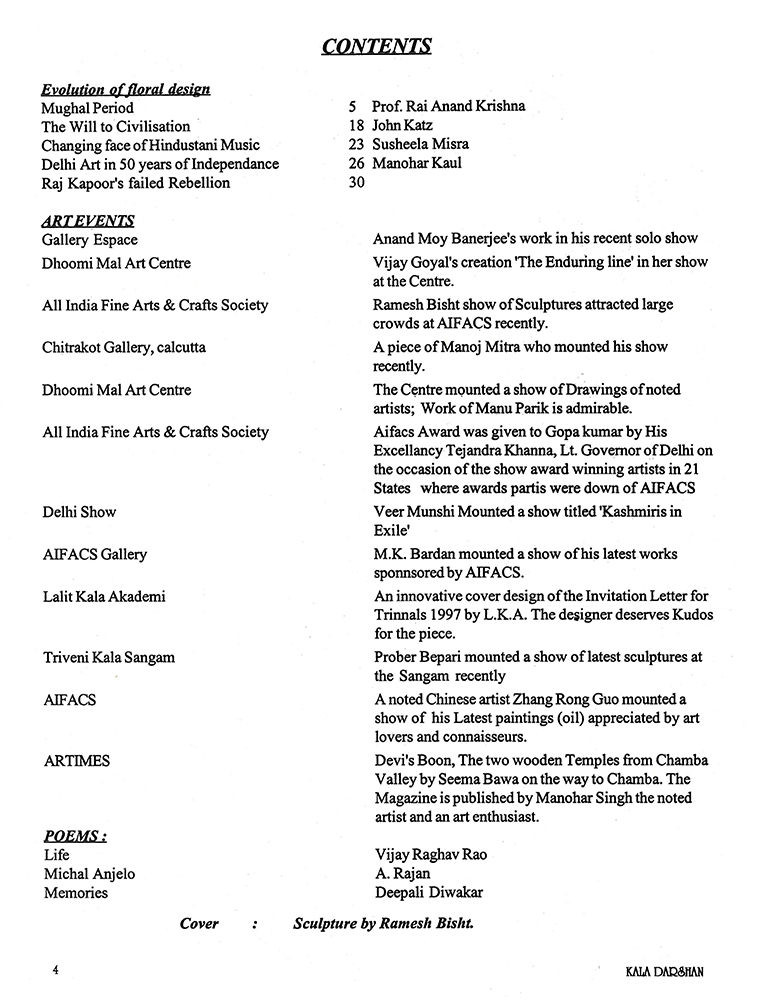 CONTENTS
Evolution of floral design
Mughal Period 5 Prof. Rai Anand Krishna
The Will to Civilisation 18 John Katz
Changing face of Hindustani Music 23 Susheela Misra
Delhi Art in 50 years of Independance 26 Manohar Kaul
Raj Kapoor's failed Rebellion 30
ART EVENTS
Gallery Espace Anand Moy Banerjee's work in his recent solo show
Dhoomi Mal Art Centre Vijay Goyal's creation 'The Enduring line' in her show
at the Centre.
All India Fine Arts & Crafts Society Ramesh Bisht show of Sculptures attracted large
crowds at AIFACS recently.
Chitrakot Gallery, calcutta A piece of Manoj Mitra who mounted his show
recently.
Dhoomi Mal Art Centre The Centre mounted a show of Drawings of noted
artists; Work of Manu Parik is admirable.
All India Fine Arts & Crafts Society Aifacs Award was given to Gopa kumar by His
Excellancy Tejandra Khanna, Lt. Governor of Delhi on
the occasion of the show award winning artists in 21
States where awards partis were down of AIFACS
Delhi Show Veer Munshi Mounted a show titled 'Kashmiris in
Exile'
AIFACS Gallery M.K. Bardan mounted a show of his latest works
sponnsored by AIFACS.
Lalit Kala Akademi An innovative cover design of the Invitation Letter for
Trinnals 1997 by L.K.A. The designer deserves Kudos
for the piece.
Triveni Kala Sangam Prober Bepari mounted a show of latest sculptures at
the Sangam recently
AIFACS A noted Chinese artist Zhang Rong Guo mounted a
show of his Latest paintings (oil) appreciated by art
lovers and connaisseurs.
ARTIMES Devi's Boon, The two wooden Temples from Chamba
Valley by Seema Bawa on the way to Chamba. The
Magazine is published by Manohar Singh the noted
artist and an art enthusiast.
POEMS :
Life Vijay Raghav Rao
Michal Anjelo A. Rajan
Memories Deepali Diwakar
Cover : Sculpture by Ramesh Bisht.
4 KALA DARSHAN